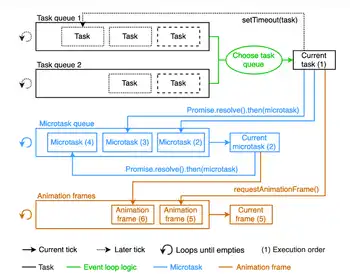 Task queue 1
setTimeout(task)
Task
Task
Task
Choose task
queue
Current
task (1)
Task queue 2
Task
Task
Microtask queue
Promise.resolve().then(microtask)
Microtask (4)
Microtask (3)
Microtask (2)
Current
microtask (2)
Promise.resolve().then(microtask)
requestAnimationFrame()
Animation frames
Animation
frame (6)
Animation
frame (5)
Current
frame (5)
Current tick
Later tick
Loops until empties
(1) Execution order
Task
Event loop logic
Microtask
Animation